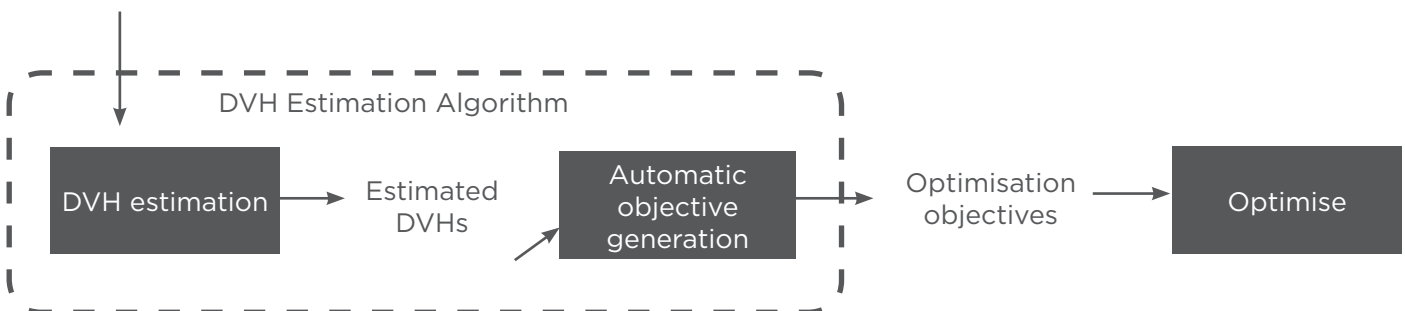 DVH Estimation Algorithm
DVH estimation
Estimated
DVHs
Automatic
objective
generation
Optimisation
objectives
Optimise